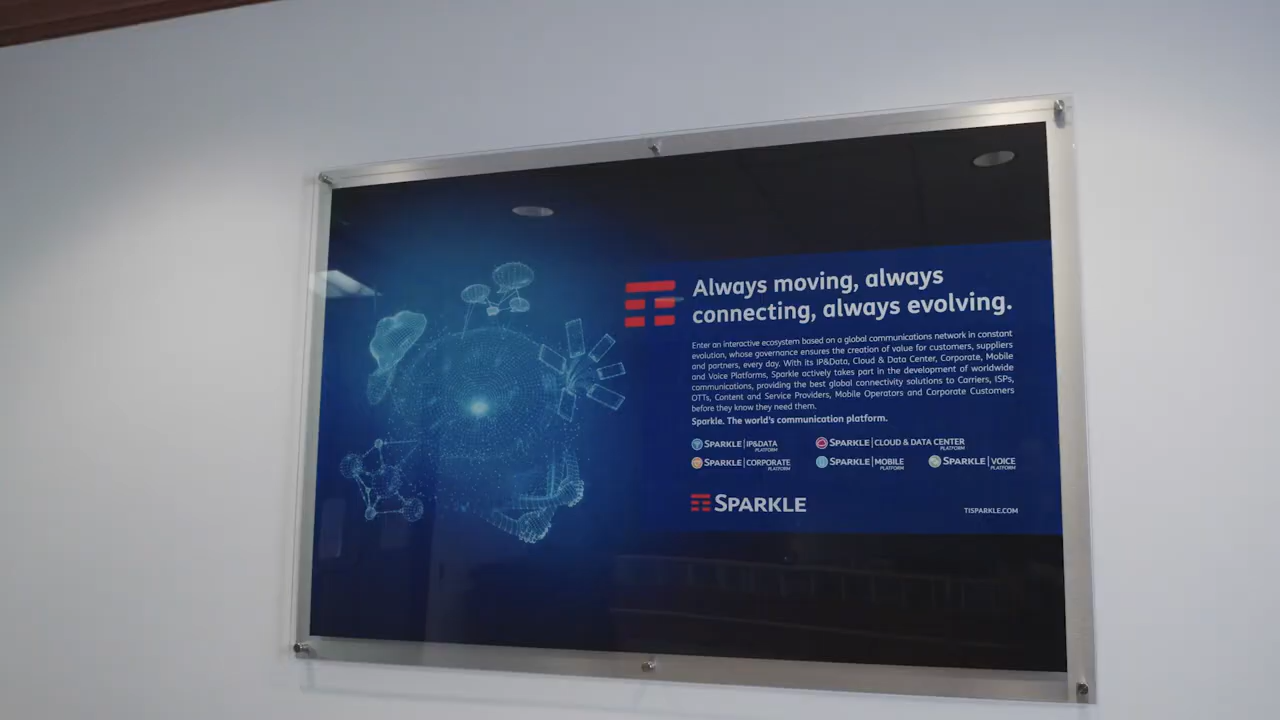 Always moving, always
connecting, always evolving.
Enter an interactive ecosystem based on a global communications network in constant
evolution, whose governance ensures the creation of value for customers, suppliers
and partners, every day. With its IP&Data, Cloud & Data Center, Corporate, Mobile
and Voice Platforms, Sparkle actively takes part in the development of worldwide
communications, providing the best global connectivity solutions to Carriers, ISPs,
OTTs, Content and Service Providers, Mobile Operators and Corporate Customers
before they know they need them.
Sparkle. The world's communication platform.
SPARKLE | IP&DATA PLATFORM
SPARKLE | CLOUD & DATA CENTER PLATFORM
SPARKLE | CORPORATE PLATFORM
SPARKLE | MOBILE PLATFORM
SPARKLE | VOICE PLATFORM
SPARKLE
TISPARKLE.COM